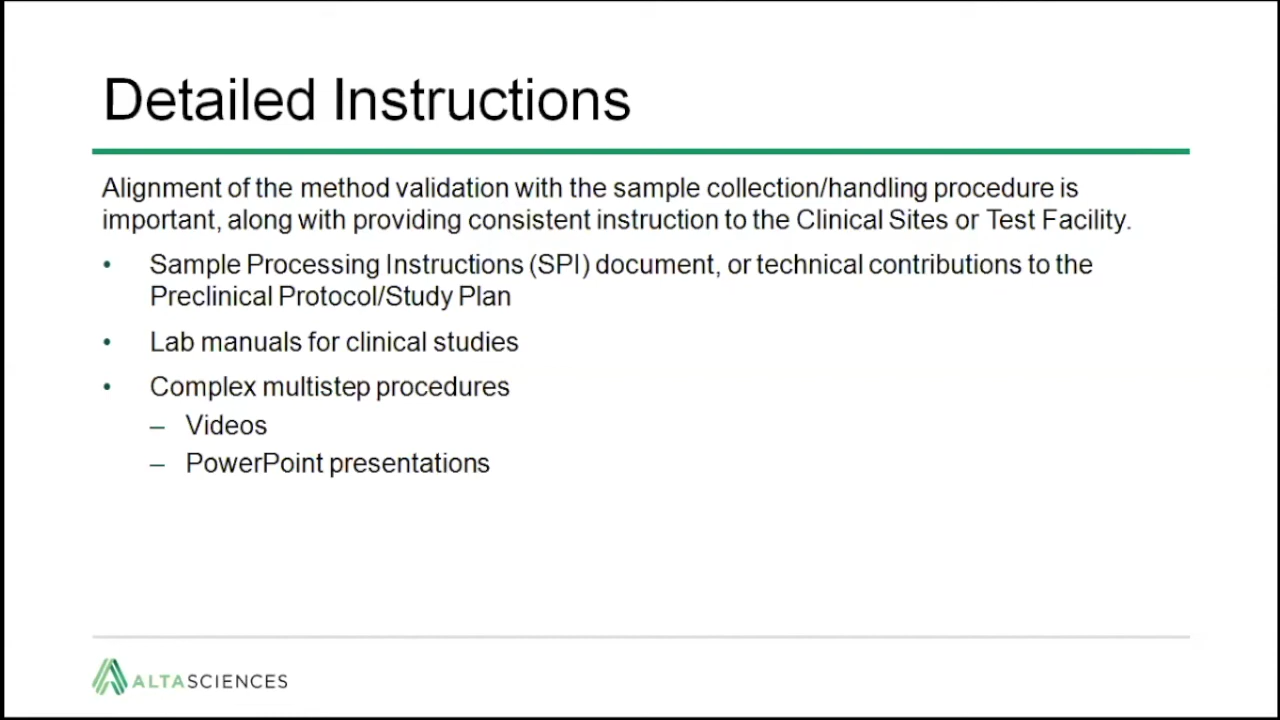 Detailed Instructions
Alignment of the method validation with the sample collection/handling procedure is
important, along with providing consistent instruction to the Clinical Sites or Test Facility.
• Sample Processing Instructions (SPI) document, or technical contributions to the
Preclinical Protocol/Study Plan
• Lab manuals for clinical studies
• Complex multistep procedures
– Videos
– PowerPoint presentations
ALTASCIENCES